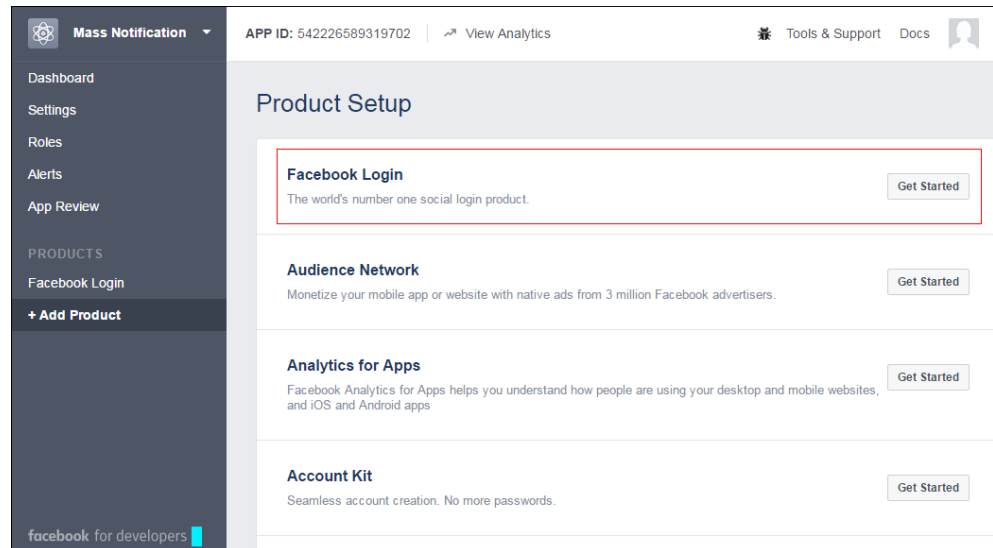 Mass Notification
APP ID: 542226589319702
View Analytics
Tools & Support
Docs
Dashboard
Settings
Roles
Alerts
App Review
PRODUCTS
Facebook Login
+ Add Product
facebook for developers
Product Setup
Facebook Login
The world's number one social login product.
Get Started
Audience Network
Monetize your mobile app or website with native ads from 3 million Facebook advertisers.
Get Started
Analytics for Apps
Facebook Analytics for Apps helps you understand how people are using your desktop and mobile websites,
and iOS and Android apps
Get Started
Account Kit
Seamless account creation. No more passwords.
Get Started